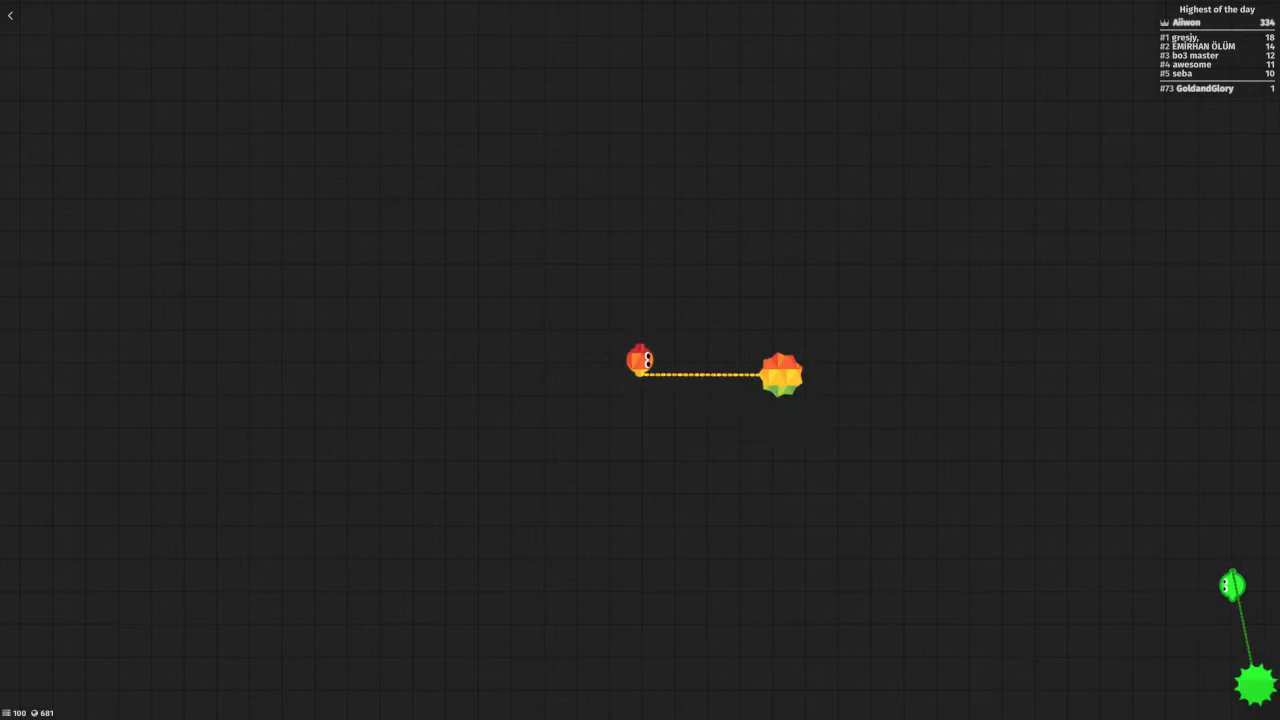 Highest of the day
Aiiwon 334
#1 gresjy, 18
#2 EMİRHAN ÖLÜM 14
#3 bo3 master 12
#4 awesome 11
#5 seba 10
#73 GoldandGlory 1
100 681